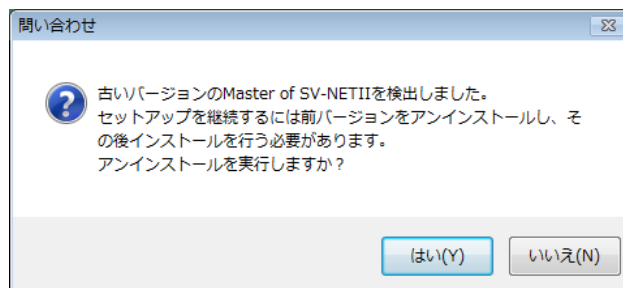 問い合わせ
古いバージョンのMaster of SV-NETIIを検出しました。
セットアップを継続するには前バージョンをアンインストールし、そ
の後インストールを行う必要があります。
アンインストールを実行しますか？
はい(Y)
いいえ(N)